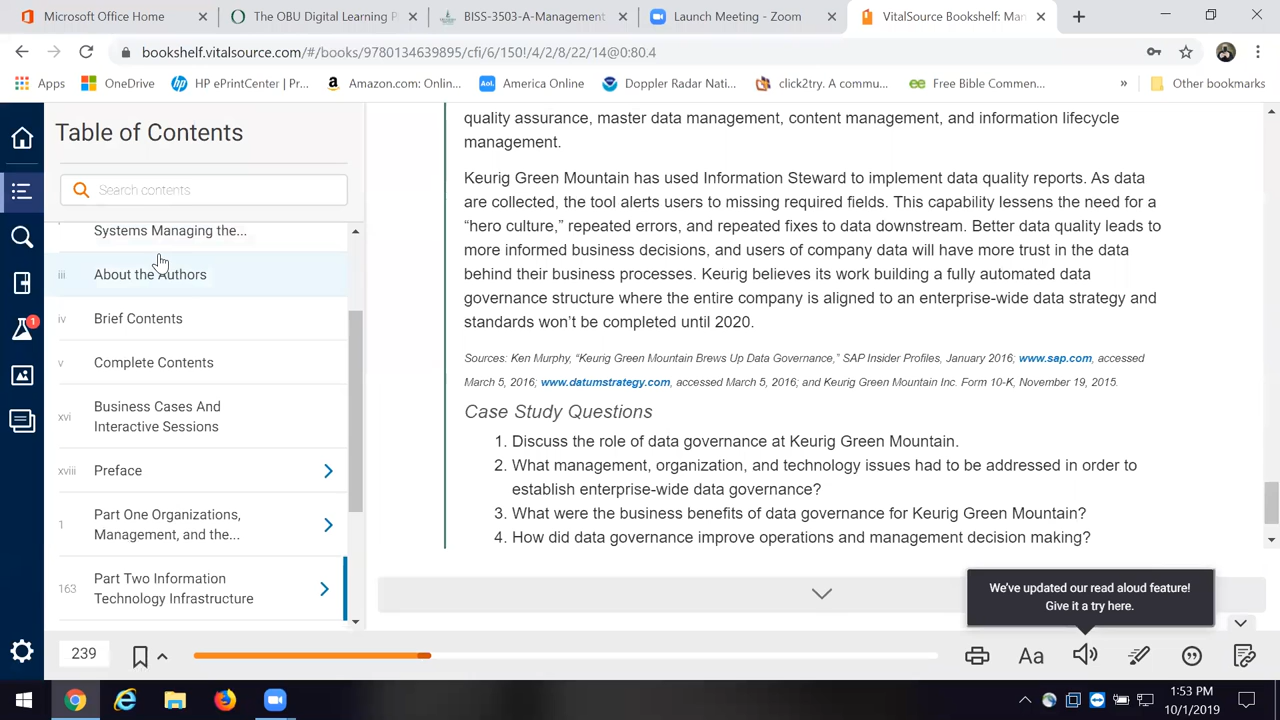 Microsoft Office Home
The OBU Digital Learning P
BISS-3503-A-Management
Launch Meeting - Zoom
VitalSource Bookshelf: Man
bookshelf.vitalsource.com/#/books/9780134639895/cfi/6/150!/4/2/8/22/14@0:80.4
Apps
OneDrive
HP ePrintCenter | Pr...
Amazon.com: Onlin...
America Online
Doppler Radar Nati...
click2try. A commu...
Free Bible Commen...
»
Other bookmarks
Table of Contents
Search contents
Systems Managing the...
iii About the Authors
iv Brief Contents
v Complete Contents
xvi Business Cases And
Interactive Sessions
xviii Preface
1 Part One Organizations,
Management, and the...
163 Part Two Information
Technology Infrastructure
1
quality assurance, master data management, content management, and information lifecycle
management.
Keurig Green Mountain has used Information Steward to implement data quality reports. As data
are collected, the tool alerts users to missing required fields. This capability lessens the need for a
“hero culture,” repeated errors, and repeated fixes to data downstream. Better data quality leads to
more informed business decisions, and users of company data will have more trust in the data
behind their business processes. Keurig believes its work building a fully automated data
governance structure where the entire company is aligned to an enterprise-wide data strategy and
standards won’t be completed until 2020.
Sources: Ken Murphy, “Keurig Green Mountain Brews Up Data Governance,” SAP Insider Profiles, January 2016; www.sap.com, accessed
March 5, 2016; www.datumstrategy.com, accessed March 5, 2016; and Keurig Green Mountain Inc. Form 10-K, November 19, 2015.
Case Study Questions
1. Discuss the role of data governance at Keurig Green Mountain.
2. What management, organization, and technology issues had to be addressed in order to
establish enterprise-wide data governance?
3. What were the business benefits of data governance for Keurig Green Mountain?
4. How did data governance improve operations and management decision making?
We've updated our read aloud feature!
Give it a try here.
239
Aa
1:53 PM
10/1/2019